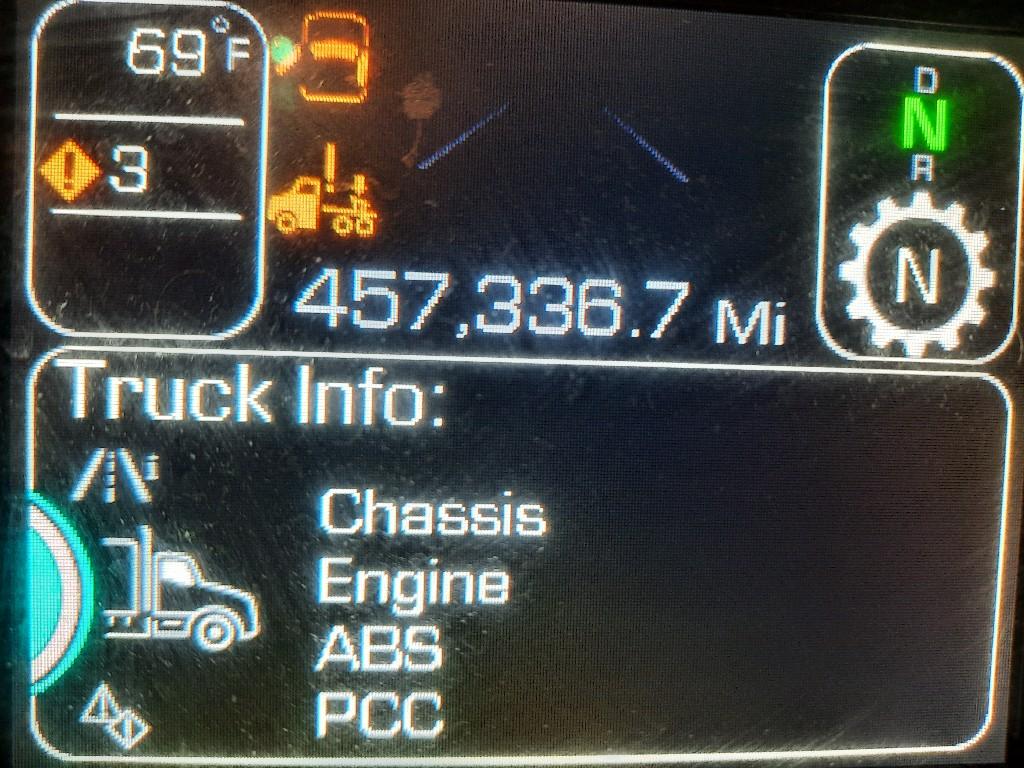 69°F
! 3
457,336.7 Mi
D
N
R
N
Truck Info:
i
Chassis
Engine
ABS
PCC